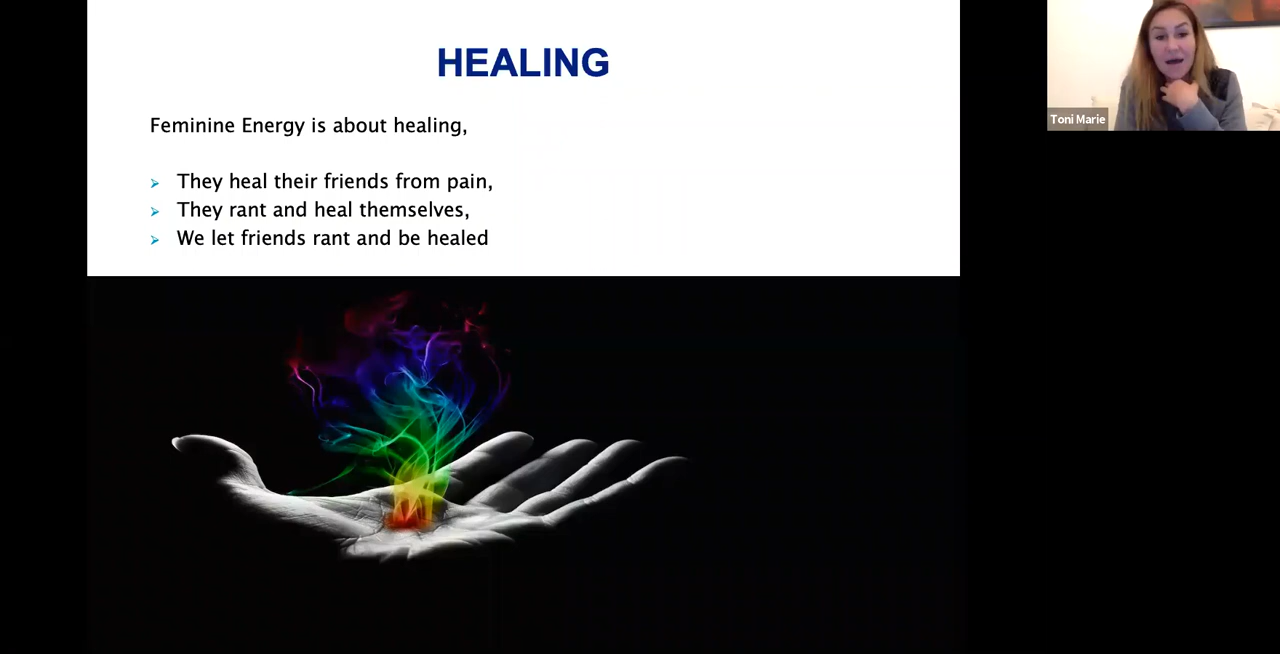 HEALING
Feminine Energy is about healing,
They heal their friends from pain,
They rant and heal themselves,
We let friends rant and be healed
Toni Marie